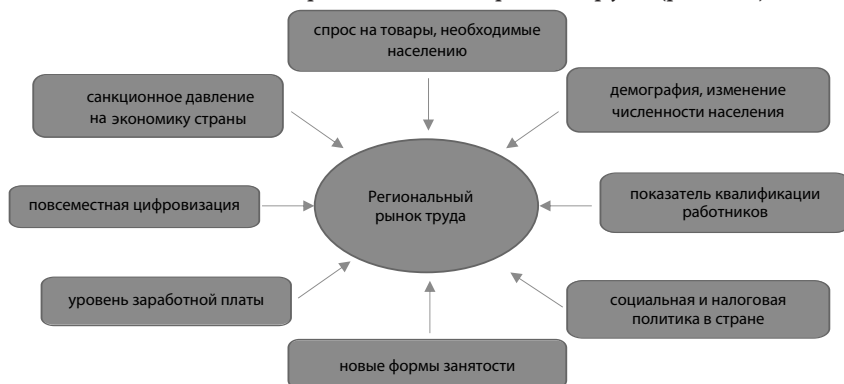 спрос на товары, необходимые
населению
санкционное давление
на экономику страны
демография, изменение
численности населения
повсеместная цифровизация
Региональный
рынок труда
показатель квалификации
работников
уровень заработной платы
социальная и налоговая
политика в стране
новые формы занятости